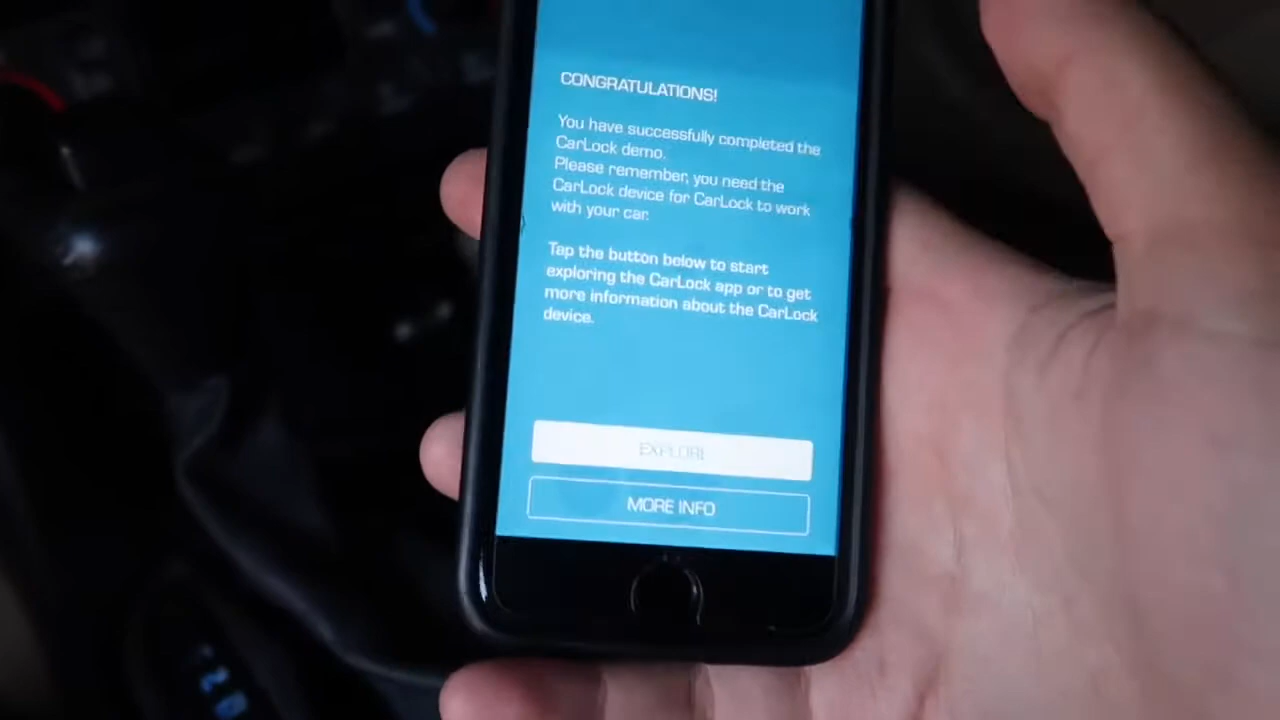 CONGRATULATIONS!
You have successfully completed the
CarLock demo.
Please remember, you need the
CarLock device for CarLock to work
with your car.
Tap the button below to start
exploring the CarLock app or to get
more information about the CarLock
device.
EXPLORE
MORE INFO